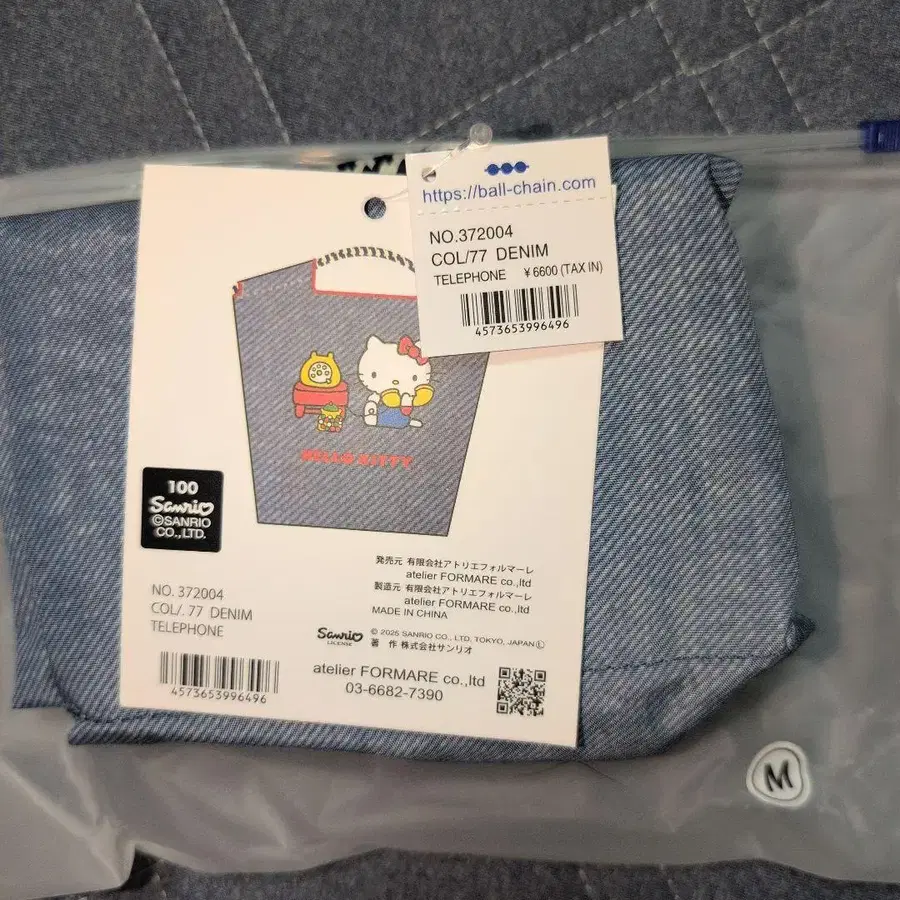 https://ball-chain.com
NO.372004
COL/77 DENIM
TELEPHONE ¥6600 (TAX IN)
4573653996496
HELLO KITTY
100
Sanrio
©SANRIO
CO.,LTD.
発売元 有限会社アトリエフォルマーレ
atelier FORMARE co.,ltd
製造元 有限会社アトリエフォルマーレ
atelier FORMARE co.,ltd
MADE IN CHINA
NO. 372004
COL/. 77 DENIM
TELEPHONE
Sanrio LICENSE © 2025 SANRIO CO., LTD. TOKYO, JAPAN Ⓛ
著 作 株式会社サンリオ
4573653996496
atelier FORMARE co.,ltd
03-6682-7390
M